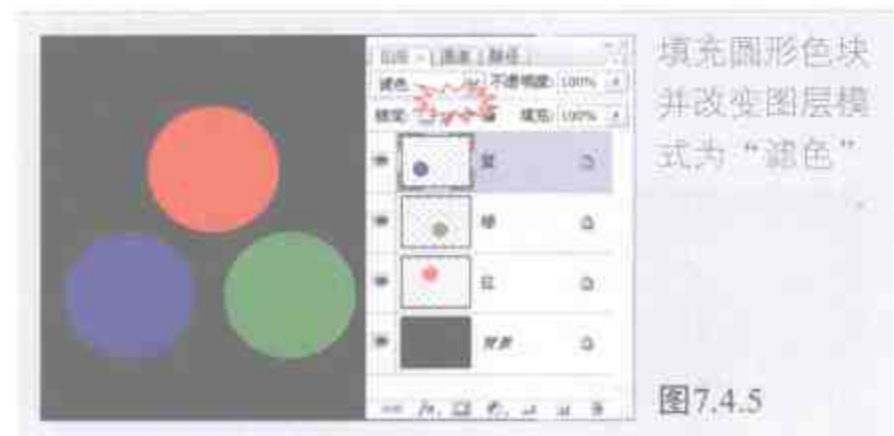 图层 × 通道 路径
滤色 不透明度: 100%
锁定: 填充: 100%
蓝
绿
红
背景
填充圆形色块
并改变图层模
式为“滤色”
图7.4.5